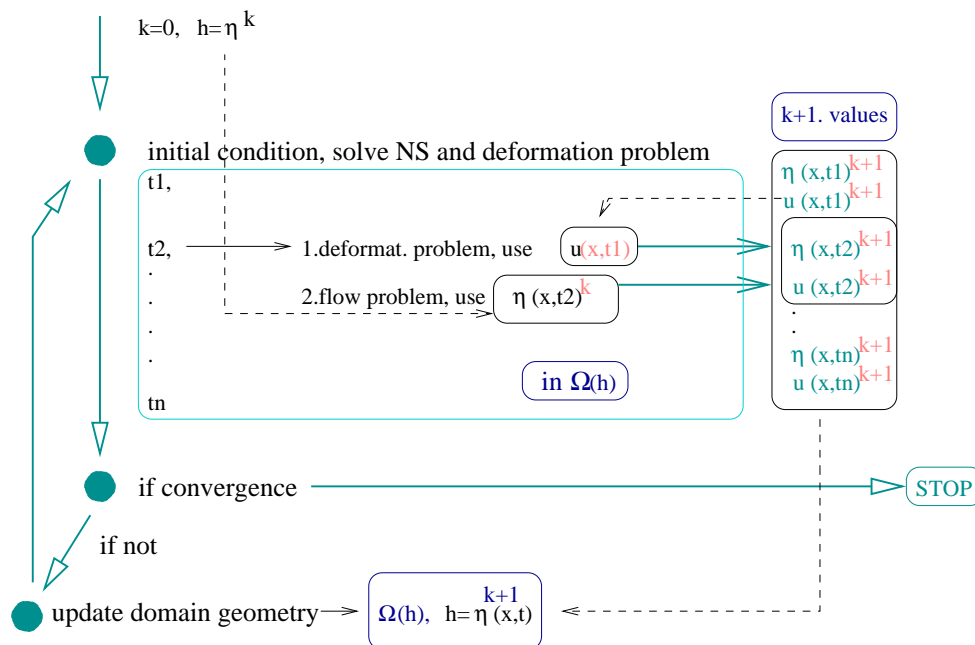 k=0, h=η^k
k+1. values
initial condition, solve NS and deformation problem
t1,
η (x,t1)^k+1
u (x,t1)^k+1
t2,
1.deformat. problem, use
u(x,t1)
η (x,t2)^k+1
.
2.flow problem, use
η (x,t2)^k
u (x,t2)^k+1
.
.
.
.
.
η (x,tn)^k+1
in Ω(h)
u (x,tn)^k+1
tn
if convergence
STOP
if not
update domain geometry
Ω(h), h=η^k+1 (x,t)